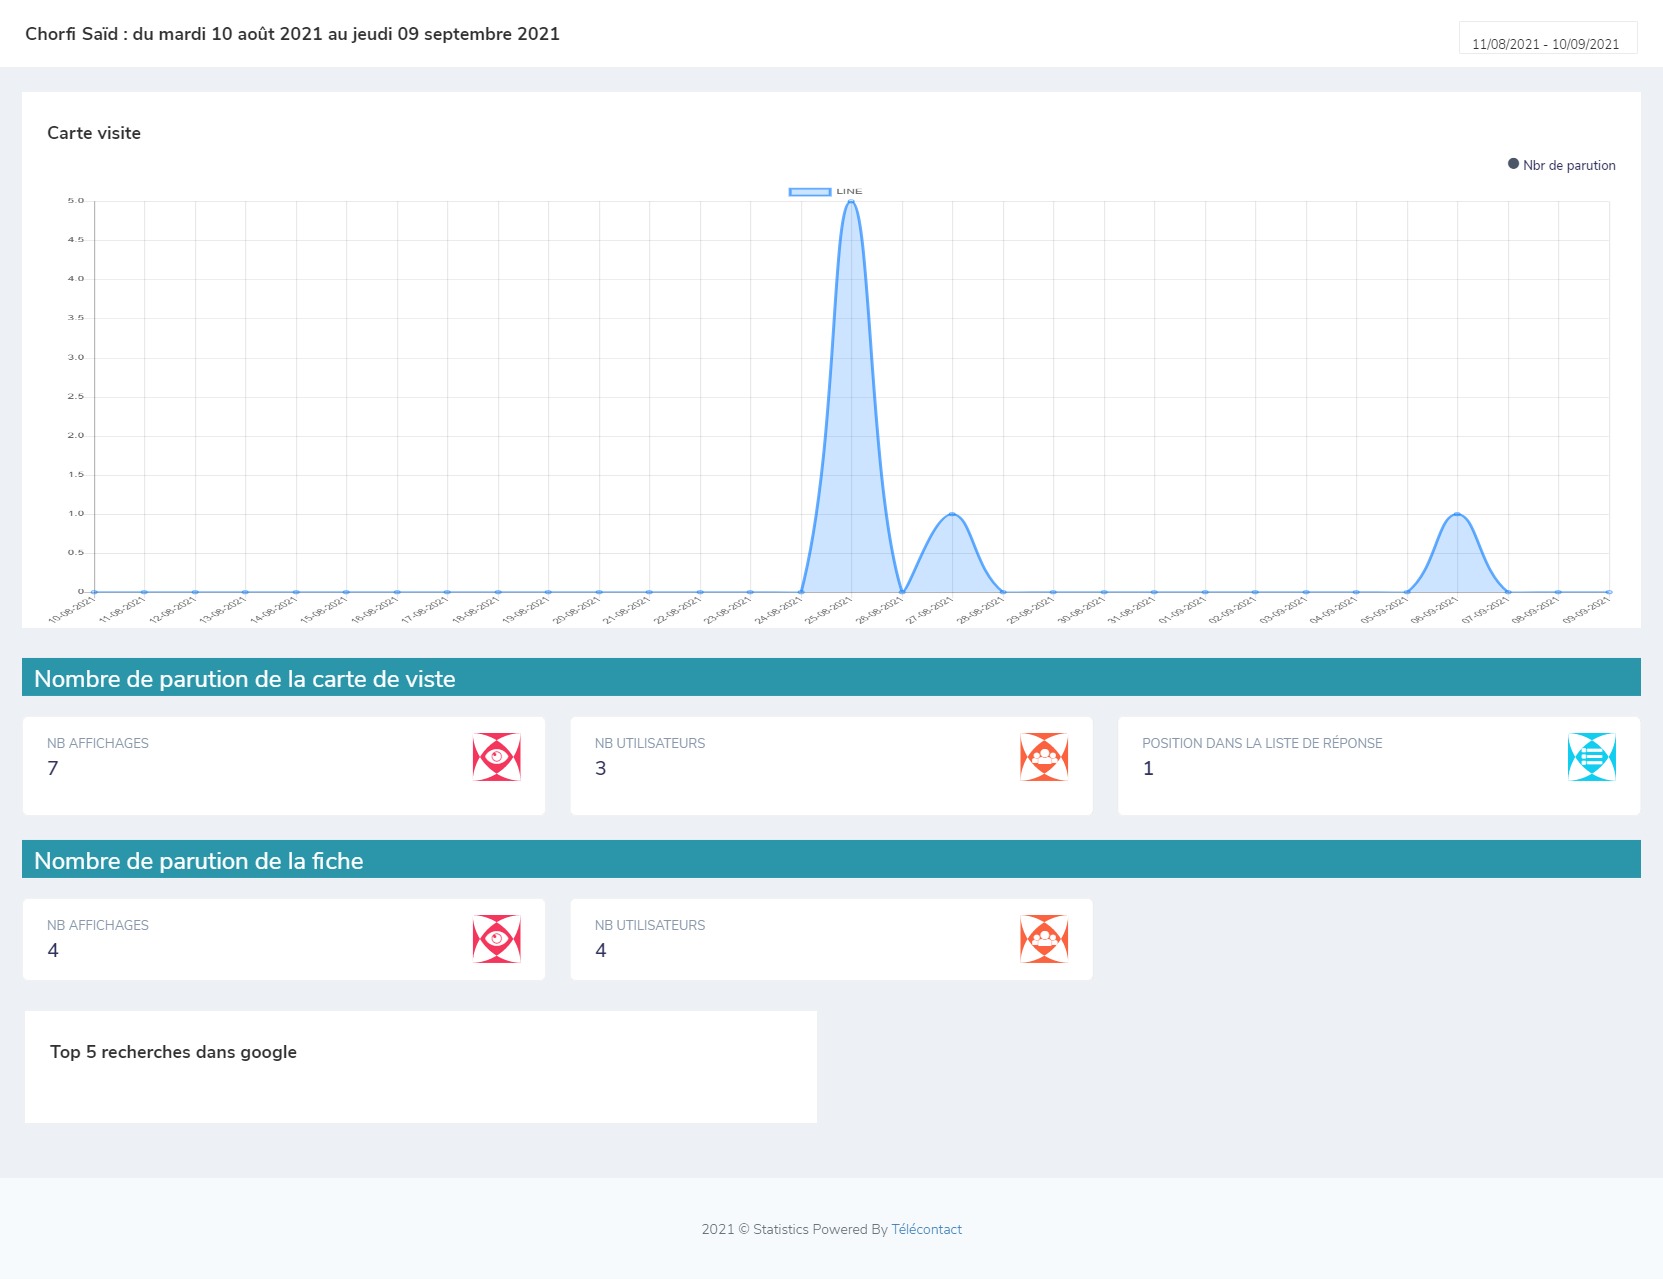 Chorfi Saïd : du mardi 10 août 2021 au jeudi 09 septembre 2021
11/08/2021 - 10/09/2021
Carte visite
Nbr de parution
LINE
5.0
4.5
4.0
3.5
3.0
2.5
2.0
1.5
1.0
0.5
0
10-08-2021 11-08-2021 12-08-2021 13-08-2021 14-08-2021 15-08-2021 16-08-2021 17-08-2021 18-08-2021 19-08-2021 20-08-2021 21-08-2021 22-08-2021 23-08-2021 24-08-2021 25-08-2021 26-08-2021 27-08-2021 28-08-2021 29-08-2021 30-08-2021 31-08-2021 01-09-2021 02-09-2021 03-09-2021 04-09-2021 05-09-2021 06-09-2021 07-09-2021 08-09-2021 09-09-2021
Nombre de parution de la carte de viste
NB AFFICHAGES
7
NB UTILISATEURS
3
POSITION DANS LA LISTE DE RÉPONSE
1
Nombre de parution de la fiche
NB AFFICHAGES
4
NB UTILISATEURS
4
Top 5 recherches dans google
2021 © Statistics Powered By Télécontact